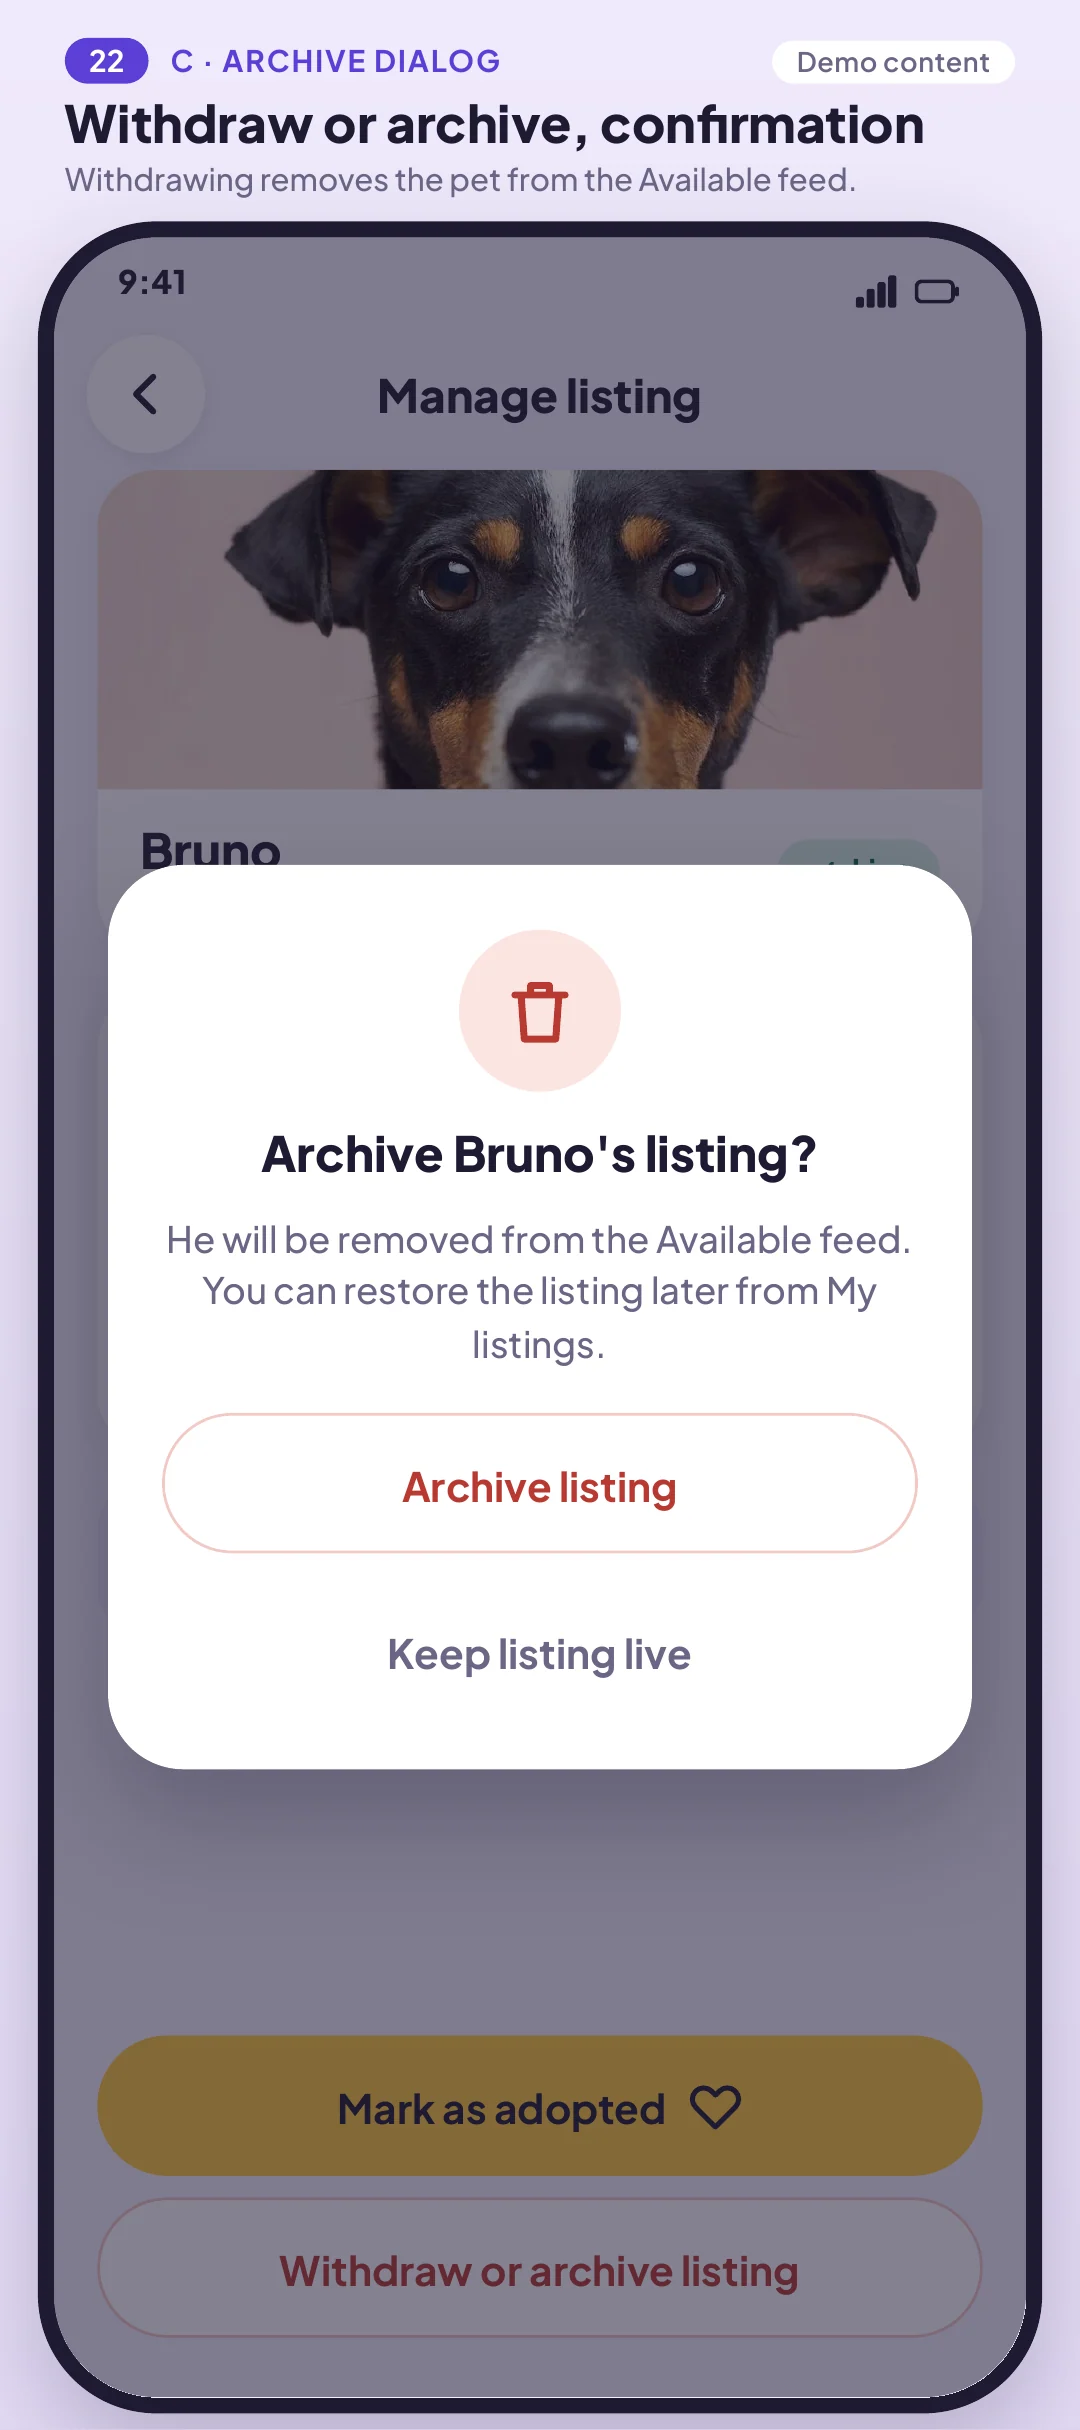 22 C · ARCHIVE DIALOG Demo content
Withdraw or archive, confirmation
Withdrawing removes the pet from the Available feed.
9:41
Manage listing
Bruno
Archive Bruno's listing?
He will be removed from the Available feed.
You can restore the listing later from My
listings.
Archive listing
Keep listing live
Mark as adopted
Withdraw or archive listing